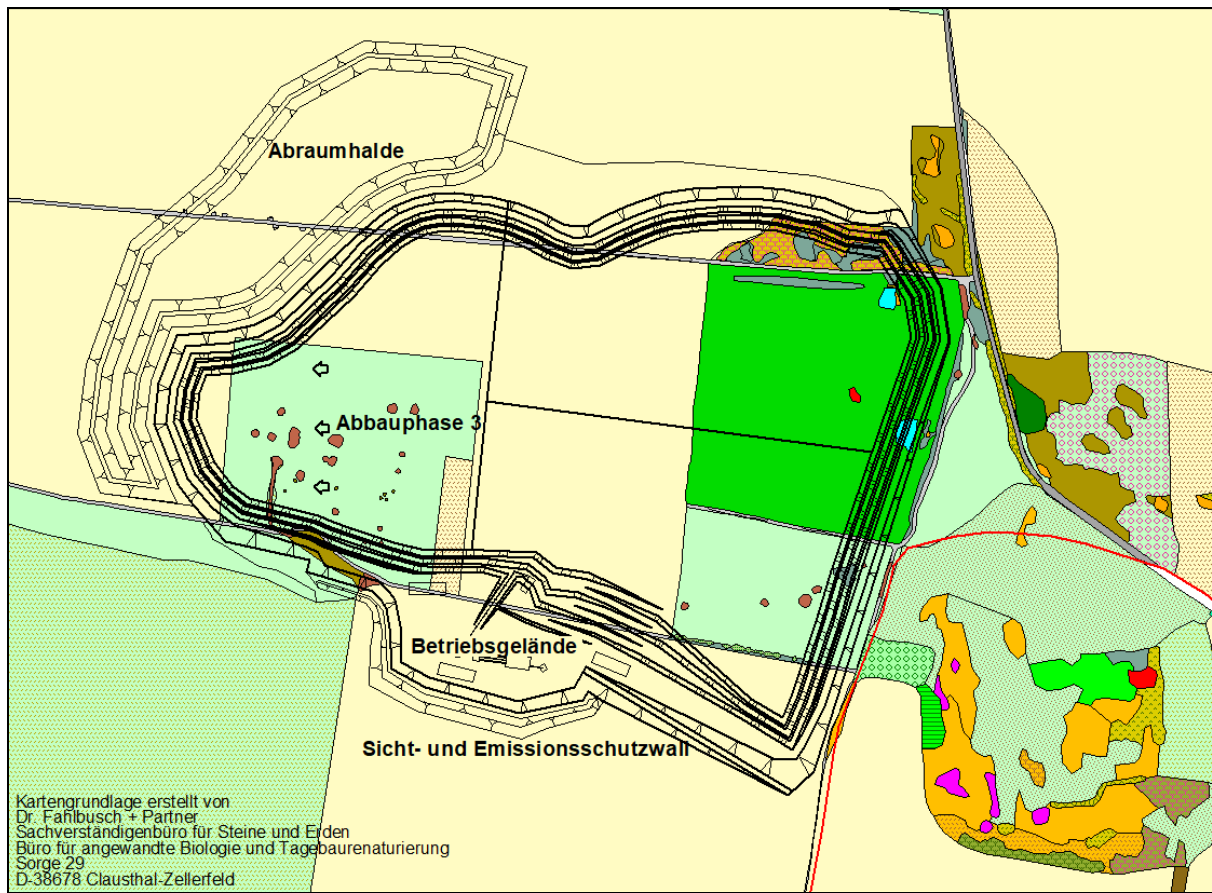 Abraumhalde
Abbauphase 3
Betriebsgelände
Sicht- und Emissionsschutzwall
Kartengrundlage erstellt von
Dr. Fahlbusch + Partner
Sachverständigenbüro für Steine und Erden
Büro für angewandte Biologie und Tagebaurenaturierung
Sorge 29
D-38678 Clausthal-Zellerfeld